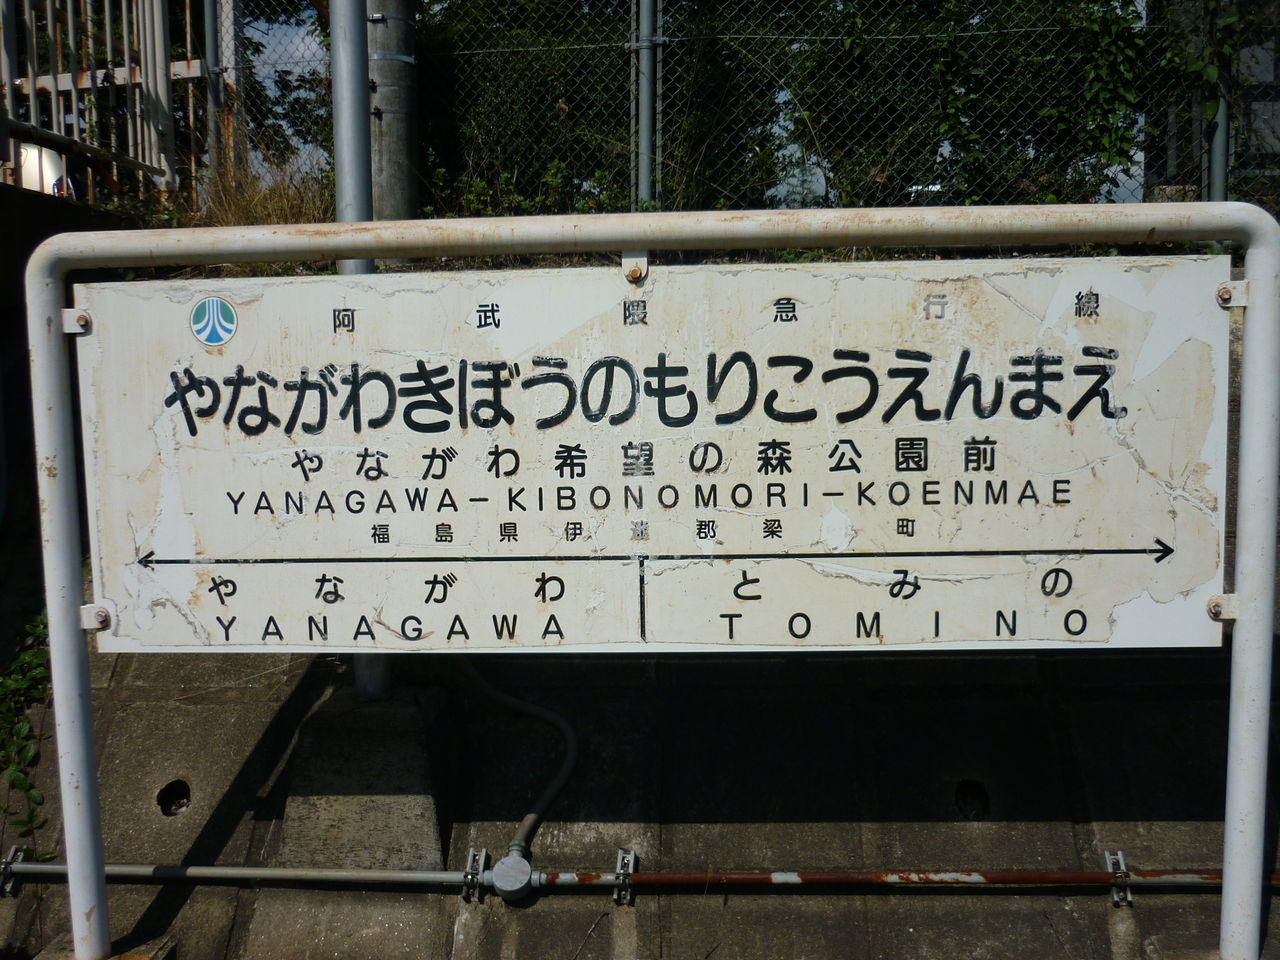 阿武隈急行線
やながわきぼうのもりこうえんまえ
やながわ希望の森公園前
YANAGAWA-KIBONOMORI-KOENMAE
福島県伊達郡梁 町
やながわ とみの
YANAGAWA TOMINO